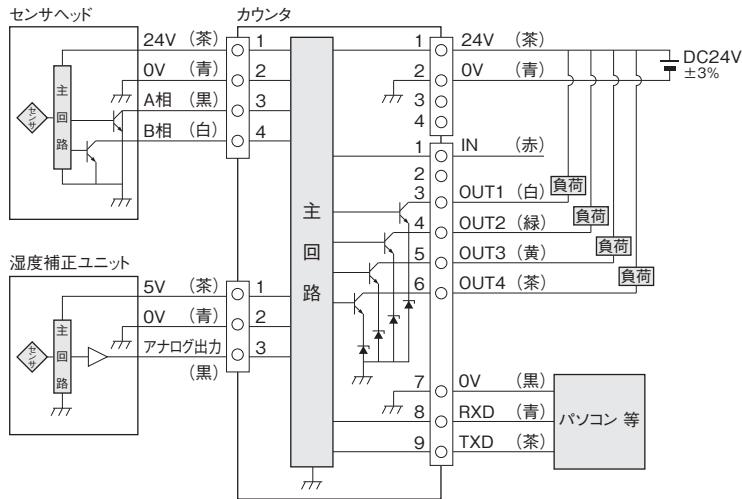 センサヘッド
24V (茶)
0V (青)
A相 (黒)
B相 (白)
センサ
主回路
カウンタ
1
2
3
4
主回路
湿度補正ユニット
5V (茶)
0V (青)
アナログ出力
(黒)
センサ
主回路
1
2
3
1 24V (茶)
2 0V (青)
3
4
DC24V
±3%
1 IN (赤)
2
3 OUT1 (白)
4 OUT2 (緑)
5 OUT3 (黄)
6 OUT4 (茶)
負荷
負荷
負荷
負荷
7 0V (黒)
8 RXD (青)
9 TXD (茶)
パソコン 等